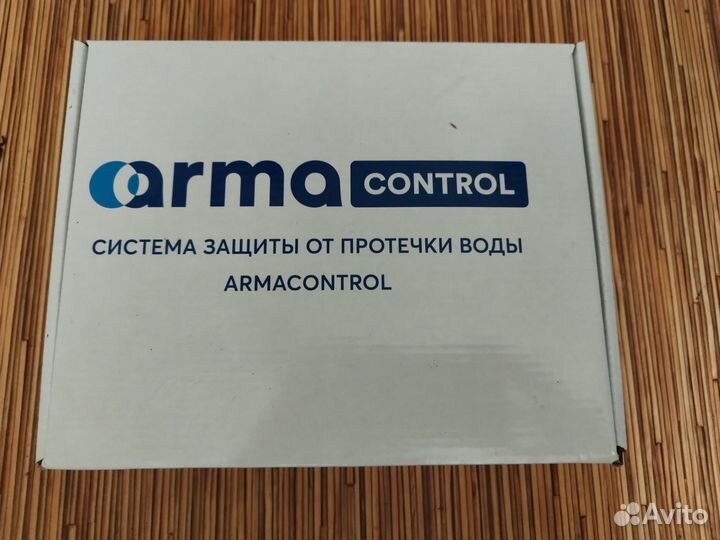 arma CONTROL
СИСТЕМА ЗАЩИТЫ ОТ ПРОТЕЧКИ ВОДЫ
ARMACONTROL
Avito